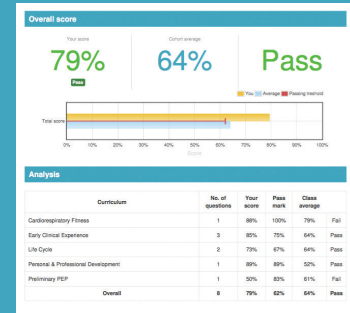 Overall score
Your score
Cohort average
79%
64%
Pass
Pass
You Average Passing treshold
Total score
0% 10% 20% 30% 40% 50% 60% 70% 80% 90% 100%
Score
Analysis
Curriculum No. of questions Your score Pass mark Class average
Cardiorespiratory Fitness 1 88% 100% 79% Fail
Early Clinical Experience 3 85% 75% 64% Pass
Life Cycle 2 73% 67% 64% Pass
Personal & Professional Development 1 89% 89% 52% Pass
Preliminary PEP 1 50% 83% 61% Fail
Overall 8 79% 62% 64% Pass